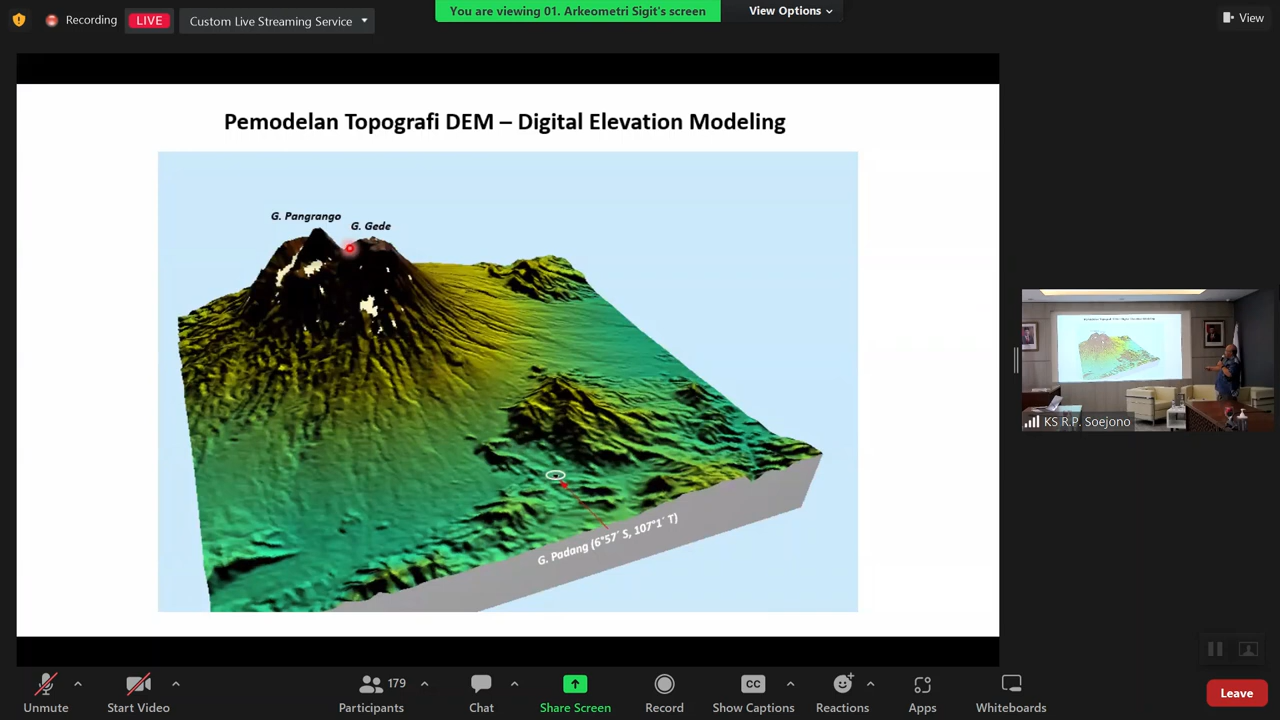 Recording
LIVE
Custom Live Streaming Service
You are viewing 01. Arkeometri Sigit's screen
View Options
View
Pemodelan Topografi DEM – Digital Elevation Modeling
G. Pangrango
G. Gede
G. Padang (6°57' S, 107°1' T)
KS R.P. Soejono
Unmute
Start Video
179
Participants
Chat
Share Screen
Record
CC
Show Captions
Reactions
Apps
Whiteboards
Leave